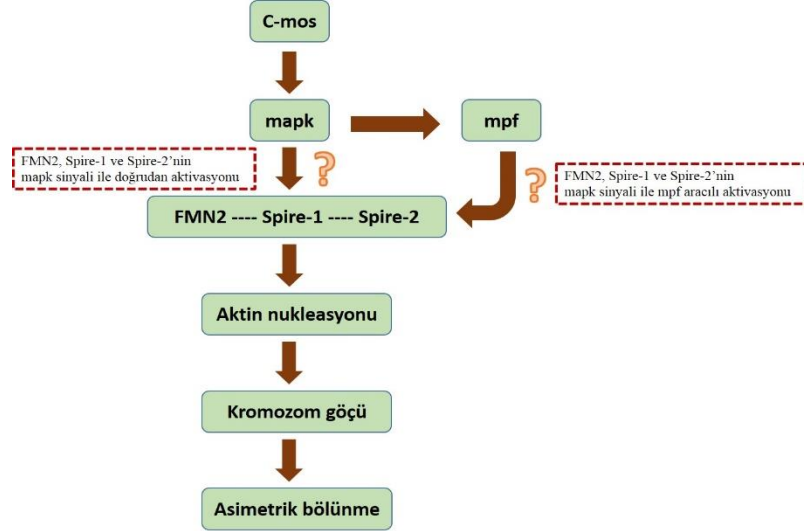 C-mos
mapk
mpf
FMN2, Spire-1 ve Spire-2'nin
mapk sinyali ile doğrudan aktivasyonu
?
?
FMN2, Spire-1 ve Spire-2'nin
mapk sinyali ile mpf aracılı aktivasyonu
FMN2 ---- Spire-1 ---- Spire-2
Aktin nukleasyonu
Kromozom göçü
Asimetrik bölünme